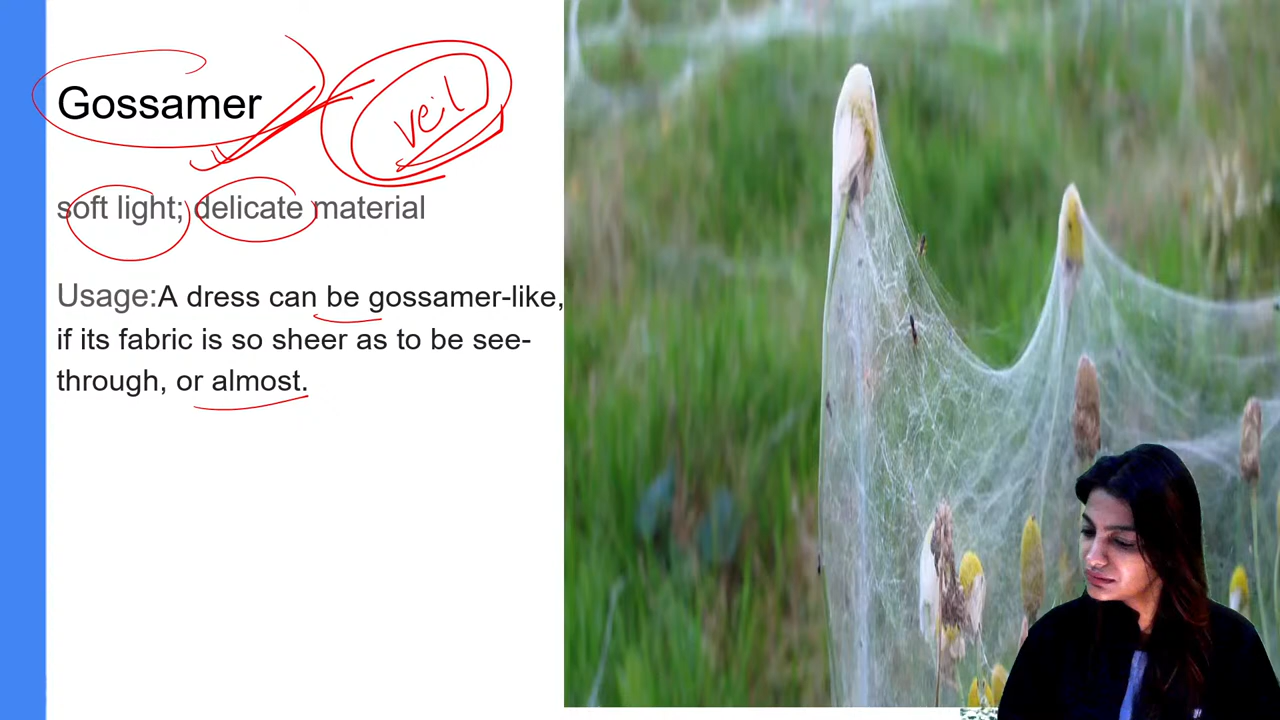 Gossamer
veil
soft light; delicate material
Usage:A dress can be gossamer-like,
if its fabric is so sheer as to be see-
through, or almost.